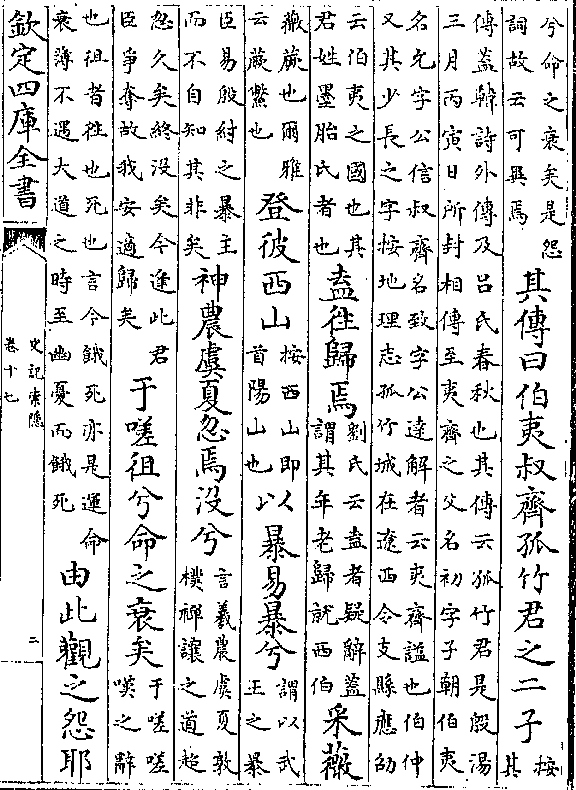 兮命之衰矣是怨
詞故云可異焉
其傳曰伯夷叔齊孤竹君之二子
按
其
傳蓋韓詩外傳及呂氏春秋也其傳云孤竹君是殷湯
三月丙寅日所封相傳至夷齊之父名初字子朝伯夷
名允字公信叔齊名致字公達解者云夷齊諡也伯仲
又其少長之字按地理志孤竹城在遼西令支縣應劭
云伯夷之國也其
君姓墨胎氏者也
盍往歸焉
劉氏云盍者疑辭蓋
謂其年老歸就西伯
采薇
薇蕨也爾雅
云蕨虌也
登彼西山
按西山即
首陽山也
以暴易暴兮
謂以武
王之暴
臣易殷紂之暴主
而不自知其非矣
神農虞夏忽焉没兮
言羲農虞夏敦
樸禪讓之道超
忽久矣終没矣今逢此君
臣爭奪故我安適歸矣
于嗟徂兮命之衰矣
于嗟嗟
嘆之辭
也徂者往也死也言今餓死亦是運命
衰薄不遇大道之時至幽憂而餓死
由此觀之怨耶
欽定四庫全書
史記索隱
卷十七
二